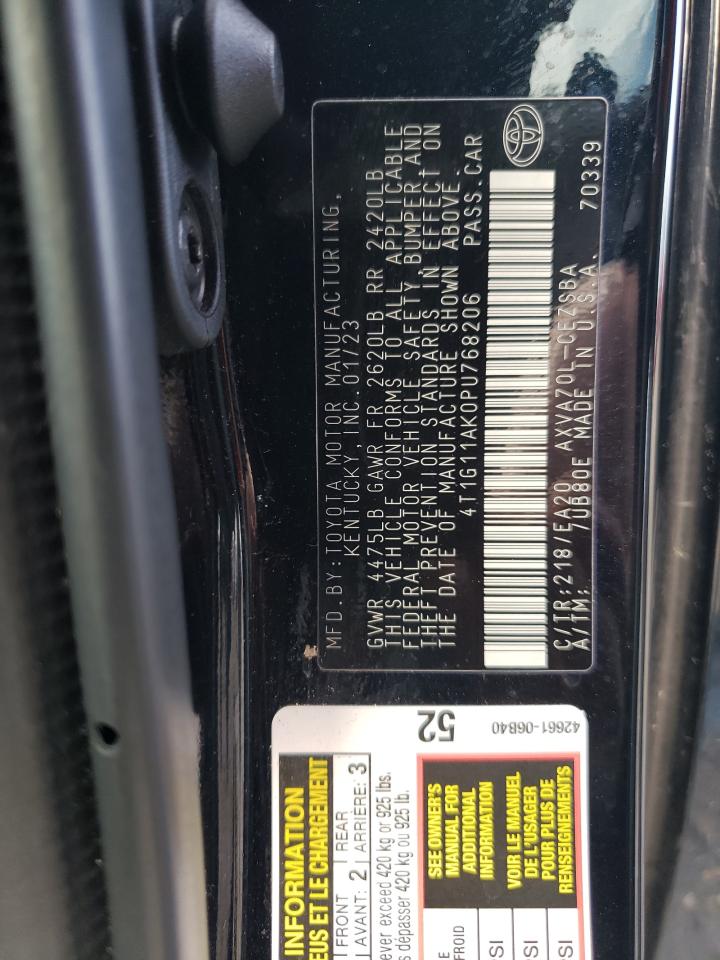 MFD.BY:TOYOTA MOTOR MANUFACTURING,
KENTUCKY, INC. 01/23
GVWR 4475LB GAWR FR 2620LB RR 2420LB
THIS VEHICLE CONFORMS TO ALL APPLICABLE
FEDERAL MOTOR VEHICLE SAFETY, BUMPER AND
THEFT PREVENTION STANDARDS IN EFFECT ON
THE DATE OF MANUFACTURE SHOWN ABOVE.
4T1G11AK0PU768206 PASS.CAR
C/TR:218/EA20 AXVA70L-CEZSBA
A/TM: /UB80E MADE IN U.S.A. 70339
INFORMATION
EUS ET LE CHARGEMENT
FRONT REAR
AVANT: 2 ARRIÈRE: 3
ever exceed 420 kg or 925 lbs.
s dépasser 420 kg ou 925 lb.
52
42661-06B40
SEE OWNER'S
MANUAL FOR
ADDITIONAL
INFORMATION
VOIR LE MANUEL
DE L'USAGER
POUR PLUS DE
RENSEIGNEMENTS
E
FROID
PSI
PSI
SI